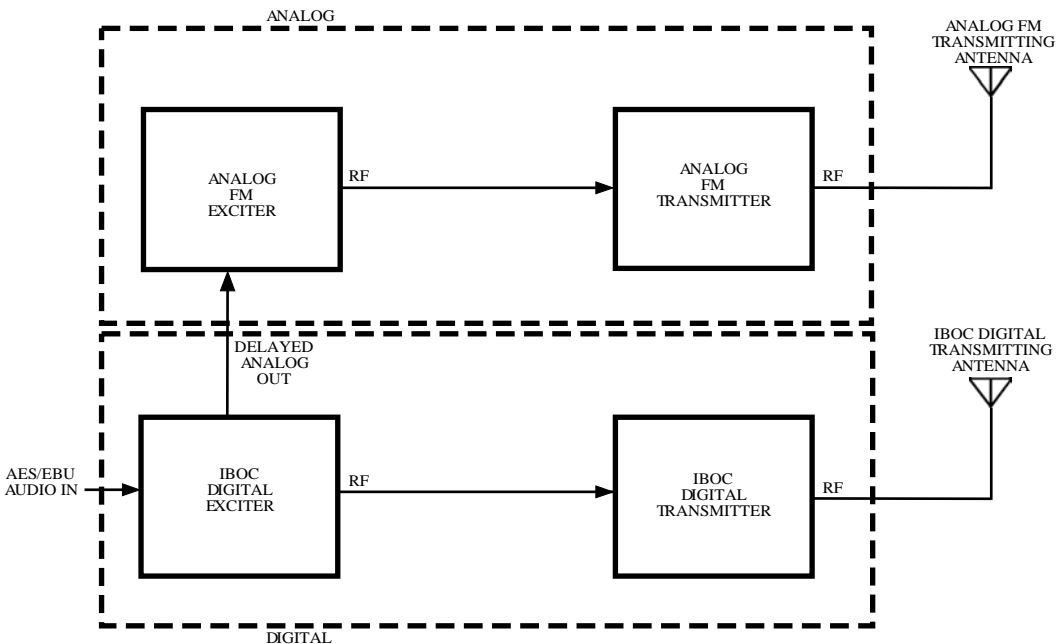 ANALOG
ANALOG FM
TRANSMITTING
ANTENNA
ANALOG
FM
EXCITER
RF
ANALOG
FM
TRANSMITTER
RF
DELAYED
ANALOG
OUT
IBOC DIGITAL
TRANSMITTING
ANTENNA
AES/EBU
AUDIO IN
IBOC
DIGITAL
EXCITER
RF
IBOC
DIGITAL
TRANSMITTER
RF
DIGITAL